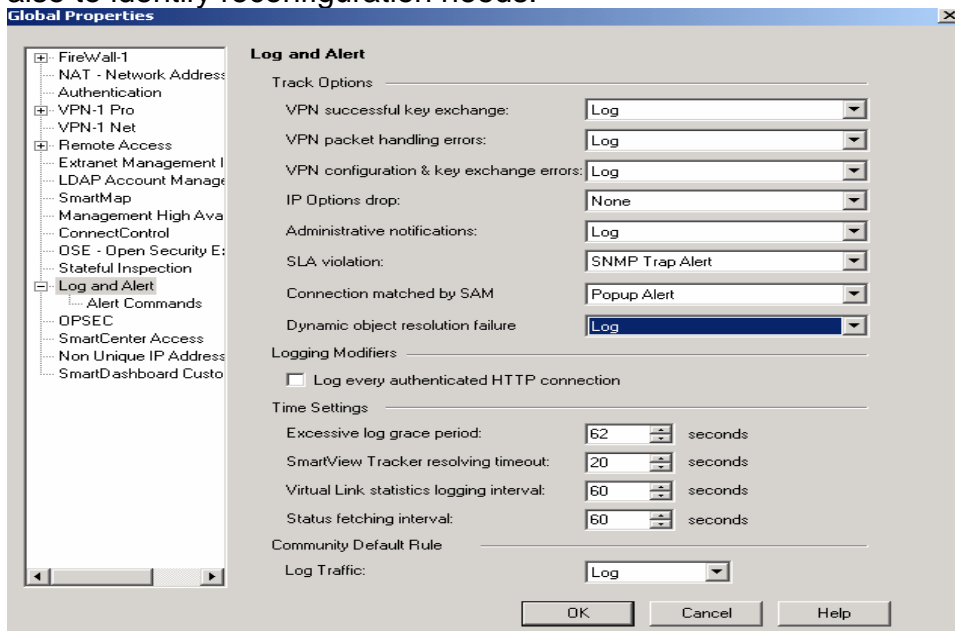 also to identify reconfiguration needs.
Global Properties
FireWall-1
NAT - Network Address
Authentication
VPN-1 Pro
VPN-1 Net
Remote Access
Extranet Management I
LDAP Account Manage
SmartMap
Management High Ava
ConnectControl
OSE - Open Security E
Stateful Inspection
Log and Alert
Alert Commands
OPSEC
SmartCenter Access
Non Unique IP Address
SmartDashboard Custo
Log and Alert
Track Options
VPN successful key exchange: Log
VPN packet handling errors: Log
VPN configuration & key exchange errors: Log
IP Options drop: None
Administrative notifications: Log
SLA violation: SNMP Trap Alert
Connection matched by SAM Popup Alert
Dynamic object resolution failure Log
Logging Modifiers
Log every authenticated HTTP connection
Time Settings
Excessive log grace period: 62 seconds
SmartView Tracker resolving timeout: 20 seconds
Virtual Link statistics logging interval: 60 seconds
Status fetching interval: 60 seconds
Community Default Rule
Log Traffic: Log
OK Cancel Help